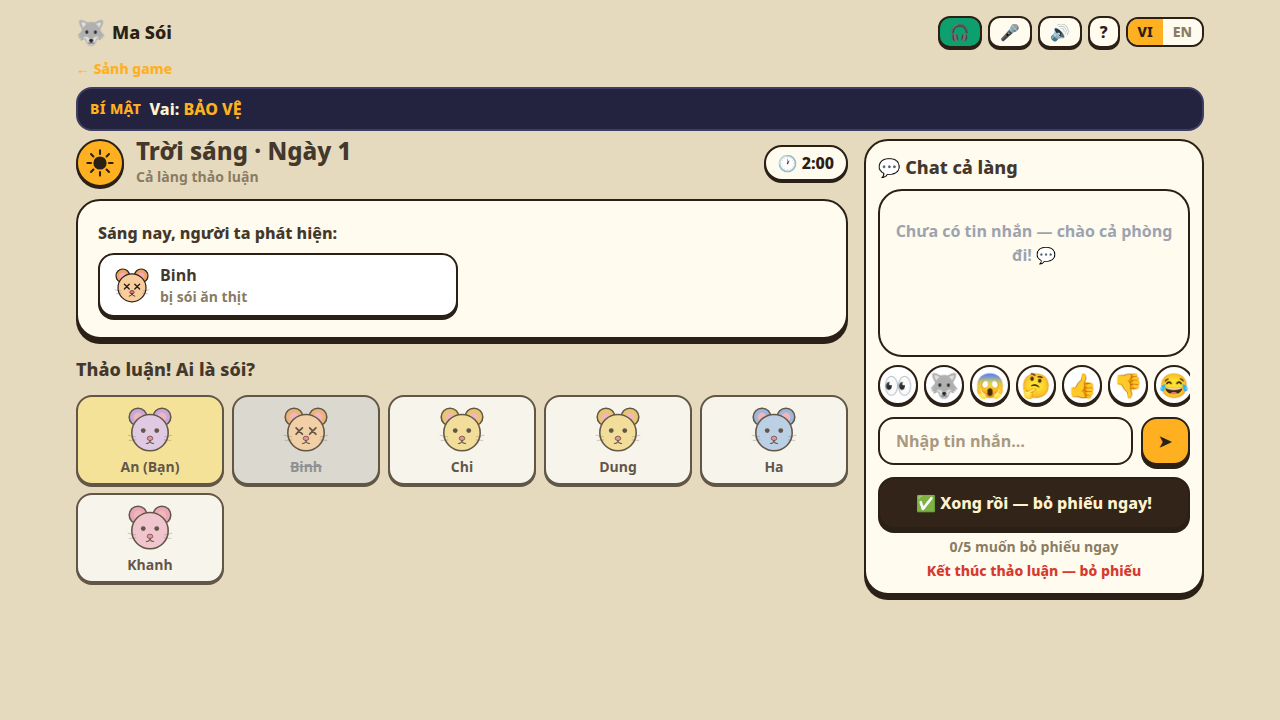 🐺 Ma Sói
🎧 🎤 🔊 ? VI EN
← Sảnh game
BÍ MẬT Vai: BẢO VỆ
Trời sáng · Ngày 1
Cả làng thảo luận
🕐 2:00
Sáng nay, người ta phát hiện:
Binh
bị sói ăn thịt
Thảo luận! Ai là sói?
An (Bạn)
Binh
Chi
Dung
Ha
Khanh
💬 Chat cả làng
Chưa có tin nhắn — chào cả phòng
đi! 💬
👀 🐺 😱 🤔 👍 👎 😂
Nhập tin nhắn...
➤
✅ Xong rồi — bỏ phiếu ngay!
0/5 muốn bỏ phiếu ngay
Kết thúc thảo luận — bỏ phiếu